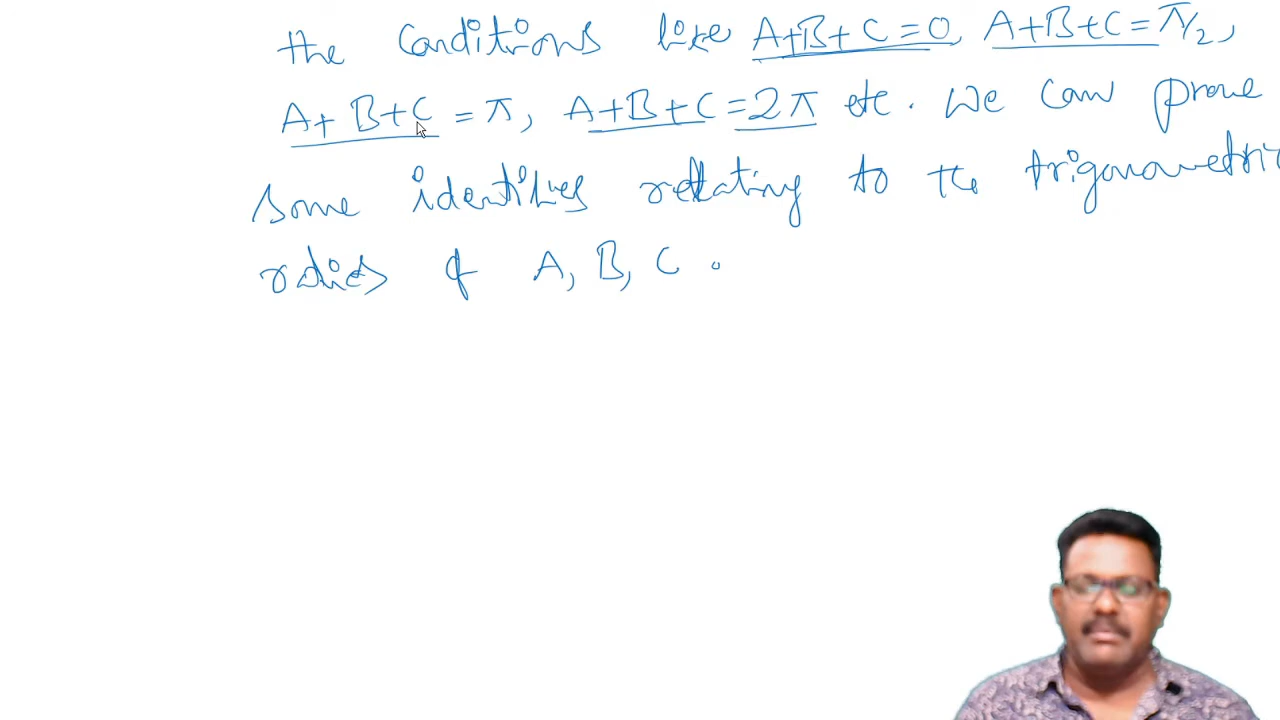 the conditions like A+B+C=0, A+B+C=π/2,
A+B+C=π, A+B+C=2π etc. We can prove
some identities relating to the trigonometric
ratios of A, B, C.